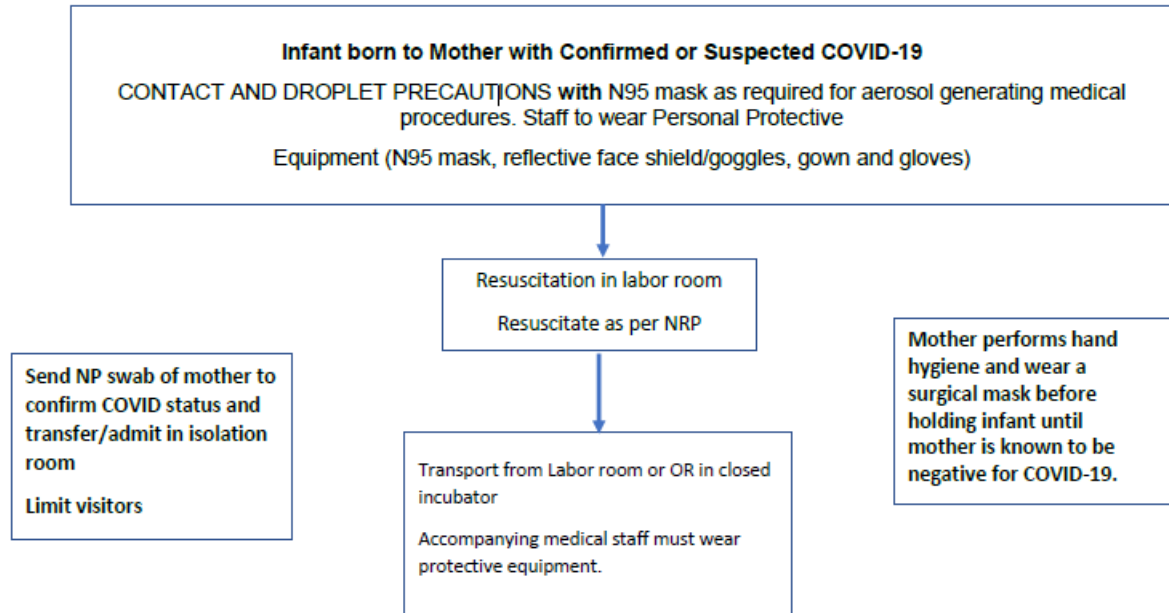 Infant born to Mother with Confirmed or Suspected COVID-19
CONTACT AND DROPLET PRECAUTIONS with N95 mask as required for aerosol generating medical
procedures. Staff to wear Personal Protective
Equipment (N95 mask, reflective face shield/goggles, gown and gloves)
Resuscitation in labor room
Resuscitate as per NRP
Send NP swab of mother to
confirm COVID status and
transfer/admit in isolation
room
Limit visitors
Mother performs hand
hygiene and wear a
surgical mask before
holding infant until
mother is known to be
negative for COVID-19.
Transport from Labor room or OR in closed
incubator
Accompanying medical staff must wear
protective equipment.